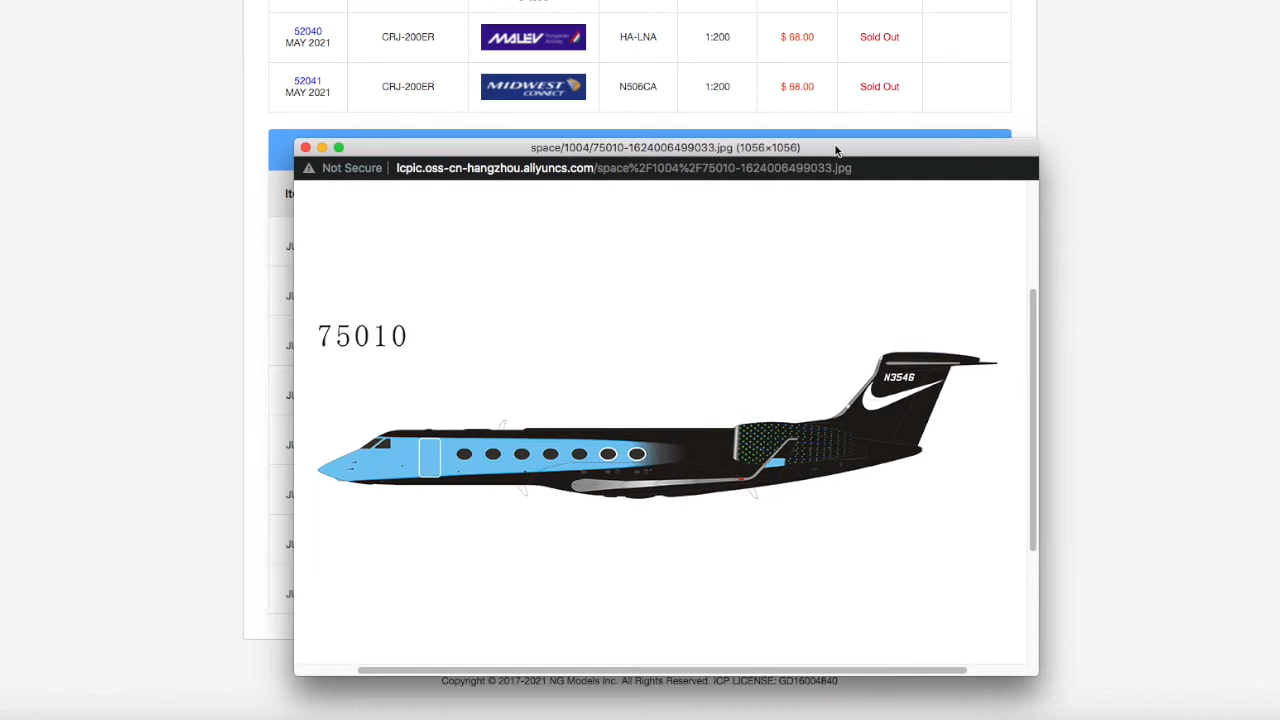 52040
MAY 2021
CRJ-200ER
MALEV Hungarian Airlines
HA-LNA
1:200
$ 68.00
Sold Out
52041
MAY 2021
CRJ-200ER
MIDWEST CONNECT
N506CA
1:200
$ 68.00
Sold Out
space/1004/75010-1624006499033.jpg (1056×1056)
Not Secure
lcpic.oss-cn-hangzhou.aliyuncs.com/space%2F1004%2F75010-1624006499033.jpg
75010
N3546
Copyright © 2017-2021 NG Models Inc. All Rights Reserved. ICP LICENSE: GD16004840